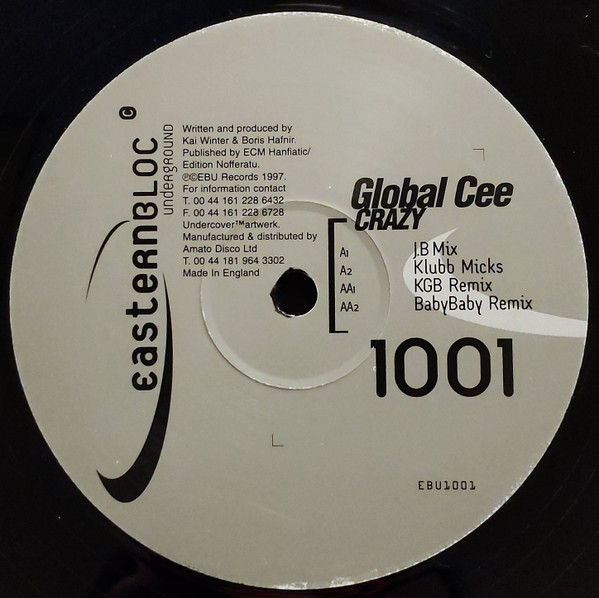 easternBLOC ©
underground
Written and produced by
Kai Winter & Boris Hafnir.
Published by ECM Hanfiatic/
Edition Nofferatu.
℗©EBU Records 1997.
For information contact
T. 00 44 161 228 6432
F. 00 44 161 228 6728
Undercover™artwerk.
Manufactured & distributed by
Amato Disco Ltd
T. 00 44 181 964 3302
Made In England
Global Cee
CRAZY
A1 J.B Mix
A2 Klubb Micks
AA1 KGB Remix
AA2 BabyBaby Remix
1001
EBU1001